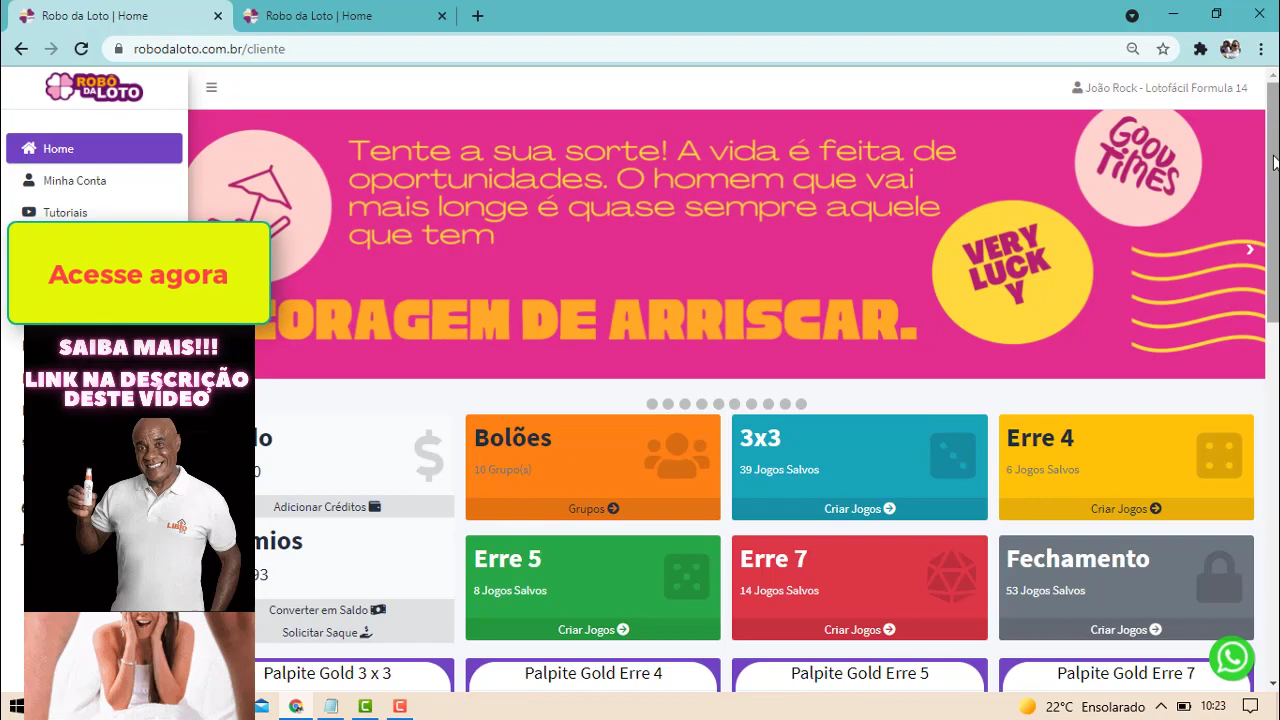 Robo da Loto | Home
Robo da Loto | Home
robodaloto.com.br/cliente
ROBÔ
DA LOTO
João Rock - Lotofácil Formula 14
Home
Minha Conta
Tutoriais
Acesse agora
SAIBA MAIS!!!
LINK NA DESCRIÇÃO
DESTE VÍDEO
LIBID
Tente a sua sorte! A vida é feita de
oportunidades. O homem que vai
mais longe é quase sempre aquele
que tem
CORAGEM DE ARRISCAR.
GOOD
TIMES
VERY
LUCK
Y
do
0
Adicionar Créditos
mios
93
Converter em Saldo
Solicitar Saque
Bolões
10 Grupo(s)
Grupos
3x3
39 Jogos Salvos
Criar Jogos
Erre 4
6 Jogos Salvos
Criar Jogos
Erre 5
8 Jogos Salvos
Criar Jogos
Erre 7
14 Jogos Salvos
Criar Jogos
Fechamento
53 Jogos Salvos
Criar Jogos
Palpite Gold 3 x 3
Palpite Gold Erre 4
Palpite Gold Erre 5
Palpite Gold Erre 7
22°C Ensolarado
10:23